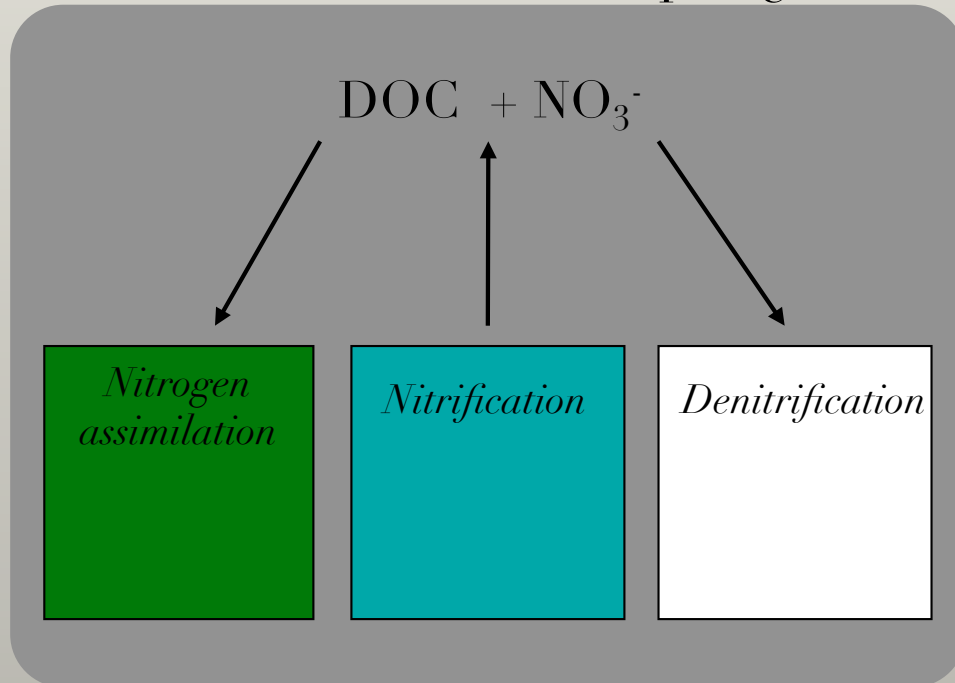 DOC + NO₃⁻
Nitrogen
assimilation
Nitrification
Denitrification